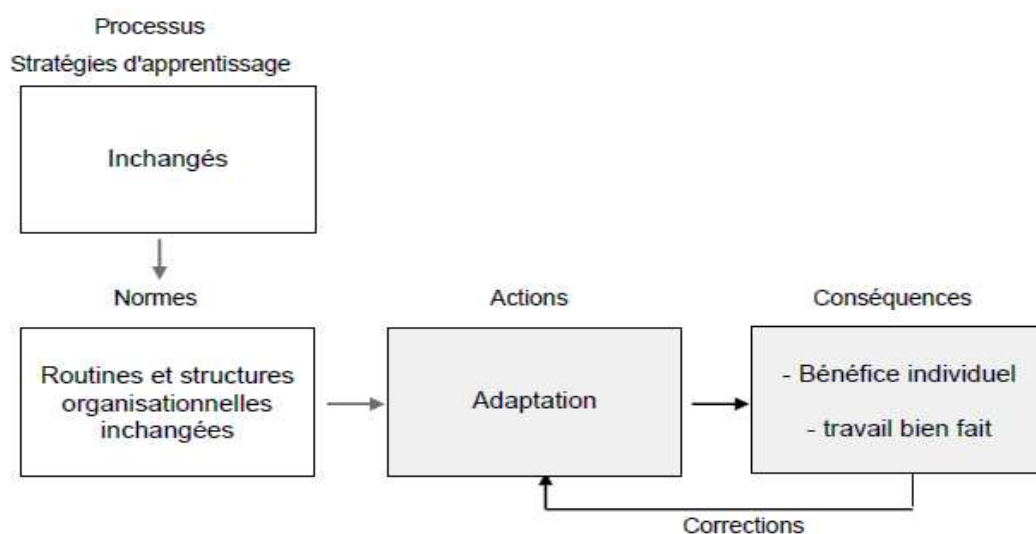 Processus
Stratégies d'apprentissage
Inchangés
Normes
Actions
Conséquences
Routines et structures
organisationnelles
inchangées
Adaptation
- Bénéfice individuel
- travail bien fait
Corrections